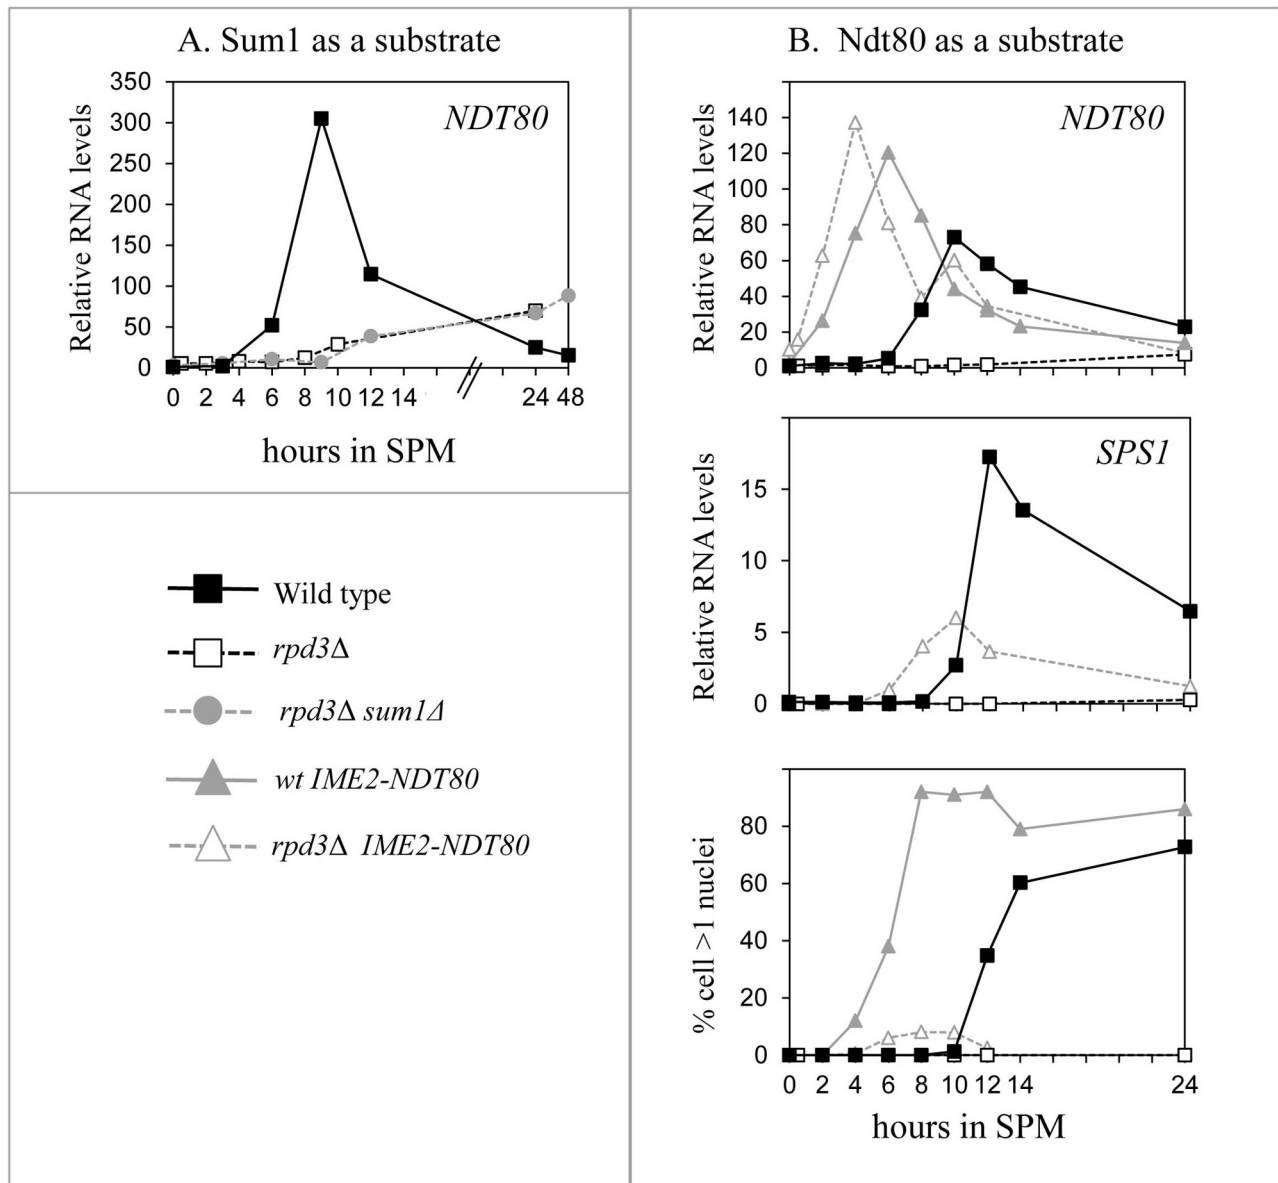 A. Sum1 as a substrate
NDT80
Relative RNA levels
350
300
250
200
150
100
50
0
0 2 4 6 8 10 12 14 24 48
hours in SPM
Wild type
rpd3Δ
rpd3Δ sum1Δ
wt IME2-NDT80
rpd3Δ IME2-NDT80
B. Ndt80 as a substrate
NDT80
Relative RNA levels
140
120
100
80
60
40
20
0
SPS1
Relative RNA levels
15
10
5
0
% cell >1 nuclei
80
60
40
20
0
0 2 4 6 8 10 12 14 24
hours in SPM